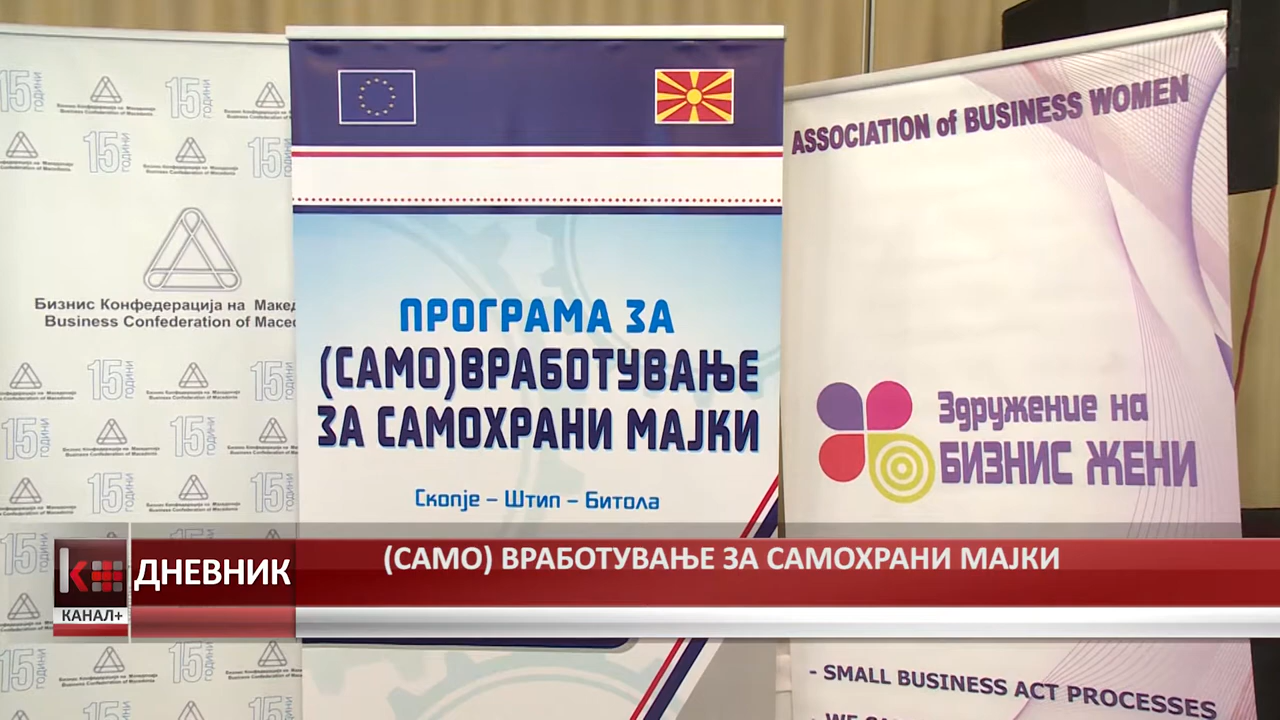 15 ГОДИНИ
Бизнис Конфедерација на Македонија
Business Confederation of Macedonia
Бизнис Конфедерација на
Business Confederation of
ПРОГРАМА ЗА
(САМО)ВРАБОТУВАЊЕ
ЗА САМОХРАНИ МАЈКИ
Скопје – Штип – Битола
ASSOCIATION of BUSINESS WOMEN
Здружение на
БИЗНИС ЖЕНИ
- SMALL BUSINESS ACT PROCESSES
КАНАЛ+
ДНЕВНИК
(САМО) ВРАБОТУВАЊЕ ЗА САМОХРАНИ МАЈКИ